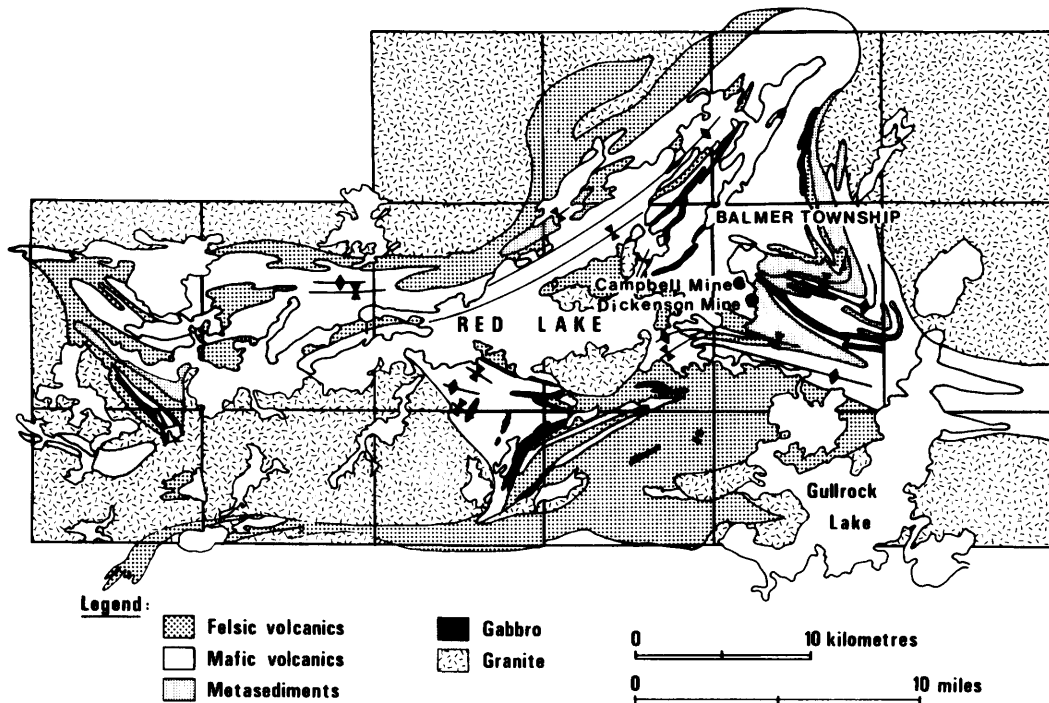 BALMER TOWNSHIP
Campbell Mine
Dickenson Mine
RED LAKE
Gullrock
Lake
Legend:
Felsic volcanics
Mafic volcanics
Metasediments
Gabbro
Granite
0 10 kilometres
0 10 miles